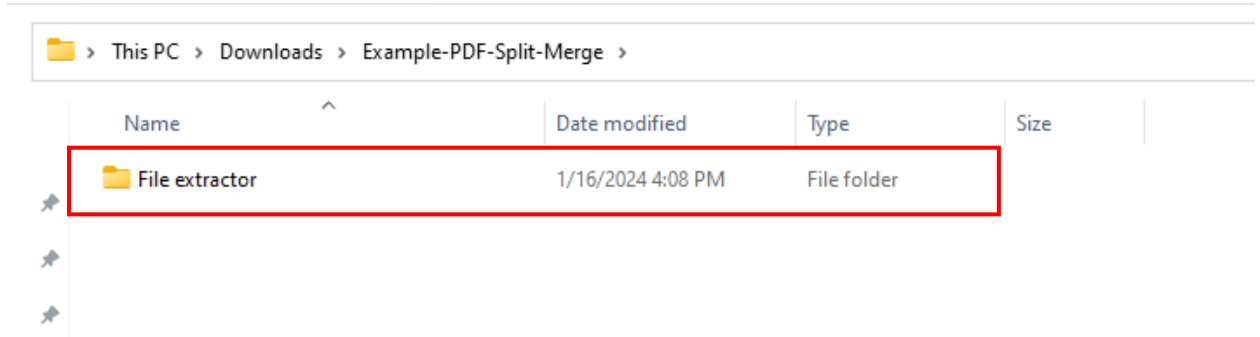 This PC > Downloads > Example-PDF-Split-Merge >
Name Date modified Type Size
File extractor 1/16/2024 4:08 PM File folder